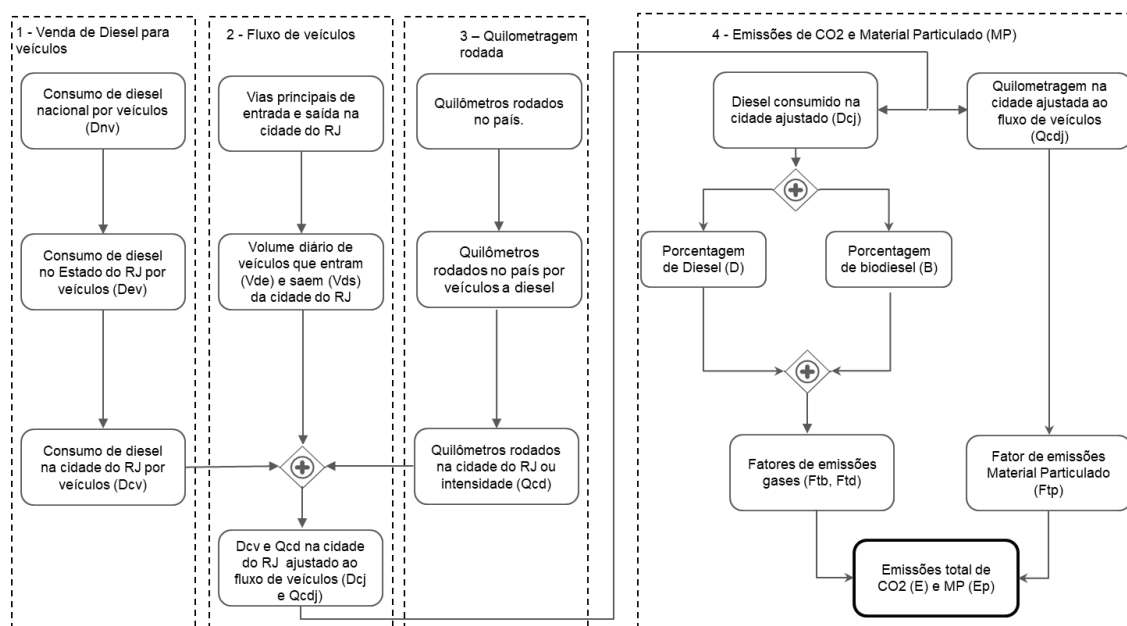 1 - Venda de Diesel para
veículos
Consumo de diesel
nacional por veículos
(Dnv)
Consumo de diesel
no Estado do RJ por
veículos (Dev)
Consumo de diesel
na cidade do RJ por
veículos (Dcv)
2 - Fluxo de veículos
Vias principais de
entrada e saída na
cidade do RJ
Volume diário de
veículos que entram
(Vde) e saem (Vds)
da cidade do RJ
Dcv e Qcd na cidade
do RJ ajustado ao
fluxo de veículos (Dcj
e Qcdj)
3 – Quilometragem
rodada
Quilômetros rodados
no país.
Quilômetros
rodados no país por
veículos a diesel
Quilômetros rodados
na cidade do RJ ou
intensidade (Qcd)
4 - Emissões de CO2 e Material Particulado (MP)
Diesel consumido na
cidade ajustado (Dcj)
Quilometragem na
cidade ajustada ao
fluxo de veículos
(Qcdj)
Porcentagem
de Diesel (D)
Porcentagem
de biodiesel (B)
Fatores de emissões
gases (Ftb, Ftd)
Fator de emissões
Material Particulado
(Ftp)
Emissões total de
CO2 (E) e MP (Ep)